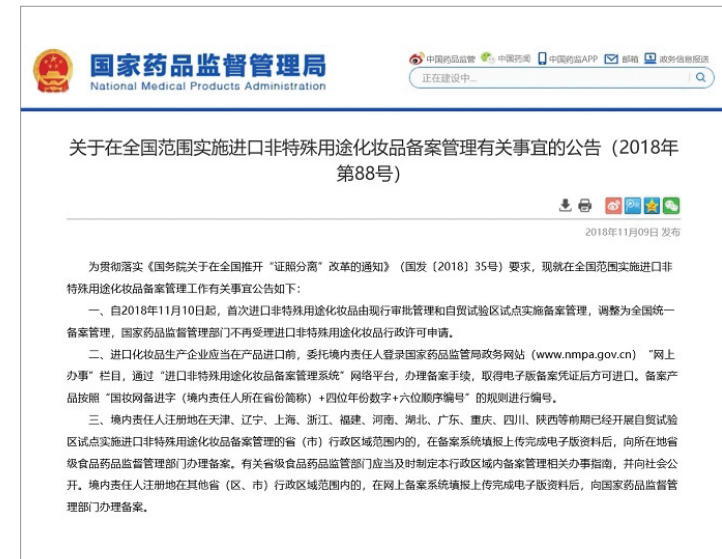 国家药品监督管理局
National Medical Products Administration
中国药品监管 中国药闻 中国药监APP 邮箱 政务信息报送
正在建设中...
关于在全国范围实施进口非特殊用途化妆品备案管理有关事宜的公告（2018年
第88号）
2018年11月09日 发布
为贯彻落实《国务院关于在全国推开“证照分离”改革的通知》（国发〔2018〕35号）要求，现就在全国范围实施进口非
特殊用途化妆品备案管理工作有关事宜公告如下：
一、自2018年11月10日起，首次进口非特殊用途化妆品由现行审批管理和自贸试验区试点实施备案管理，调整为全国统一
备案管理，国家药品监督管理部门不再受理进口非特殊用途化妆品行政许可申请。
二、进口化妆品生产企业应当在产品进口前，委托境内责任人登录国家药品监管局政务网站（www.nmpa.gov.cn）“网上
办事”栏目，通过“进口非特殊用途化妆品备案管理系统”网络平台，办理备案手续，取得电子版备案凭证后方可进口。备案产
品按照“国妆网备进字（境内责任人所在省份简称）+四位年份数字+六位顺序编号”的规则进行编号。
三、境内责任人注册地在天津、辽宁、上海、浙江、福建、河南、湖北、广东、重庆、四川、陕西等前期已经开展自贸试验
区试点实施进口非特殊用途化妆品备案管理的省（市）行政区域范围内的，在备案系统填报上传完成电子版资料后，向所在地省
级食品药品监督管理部门办理备案。有关省级食品药品监管部门应当及时制定本行政区域内备案管理相关办事指南，并向社会公
开。境内责任人注册地在其他省（区、市）行政区域范围内的，在网上备案系统填报上传完成电子版资料后，向国家药品监督管
理部门办理备案。